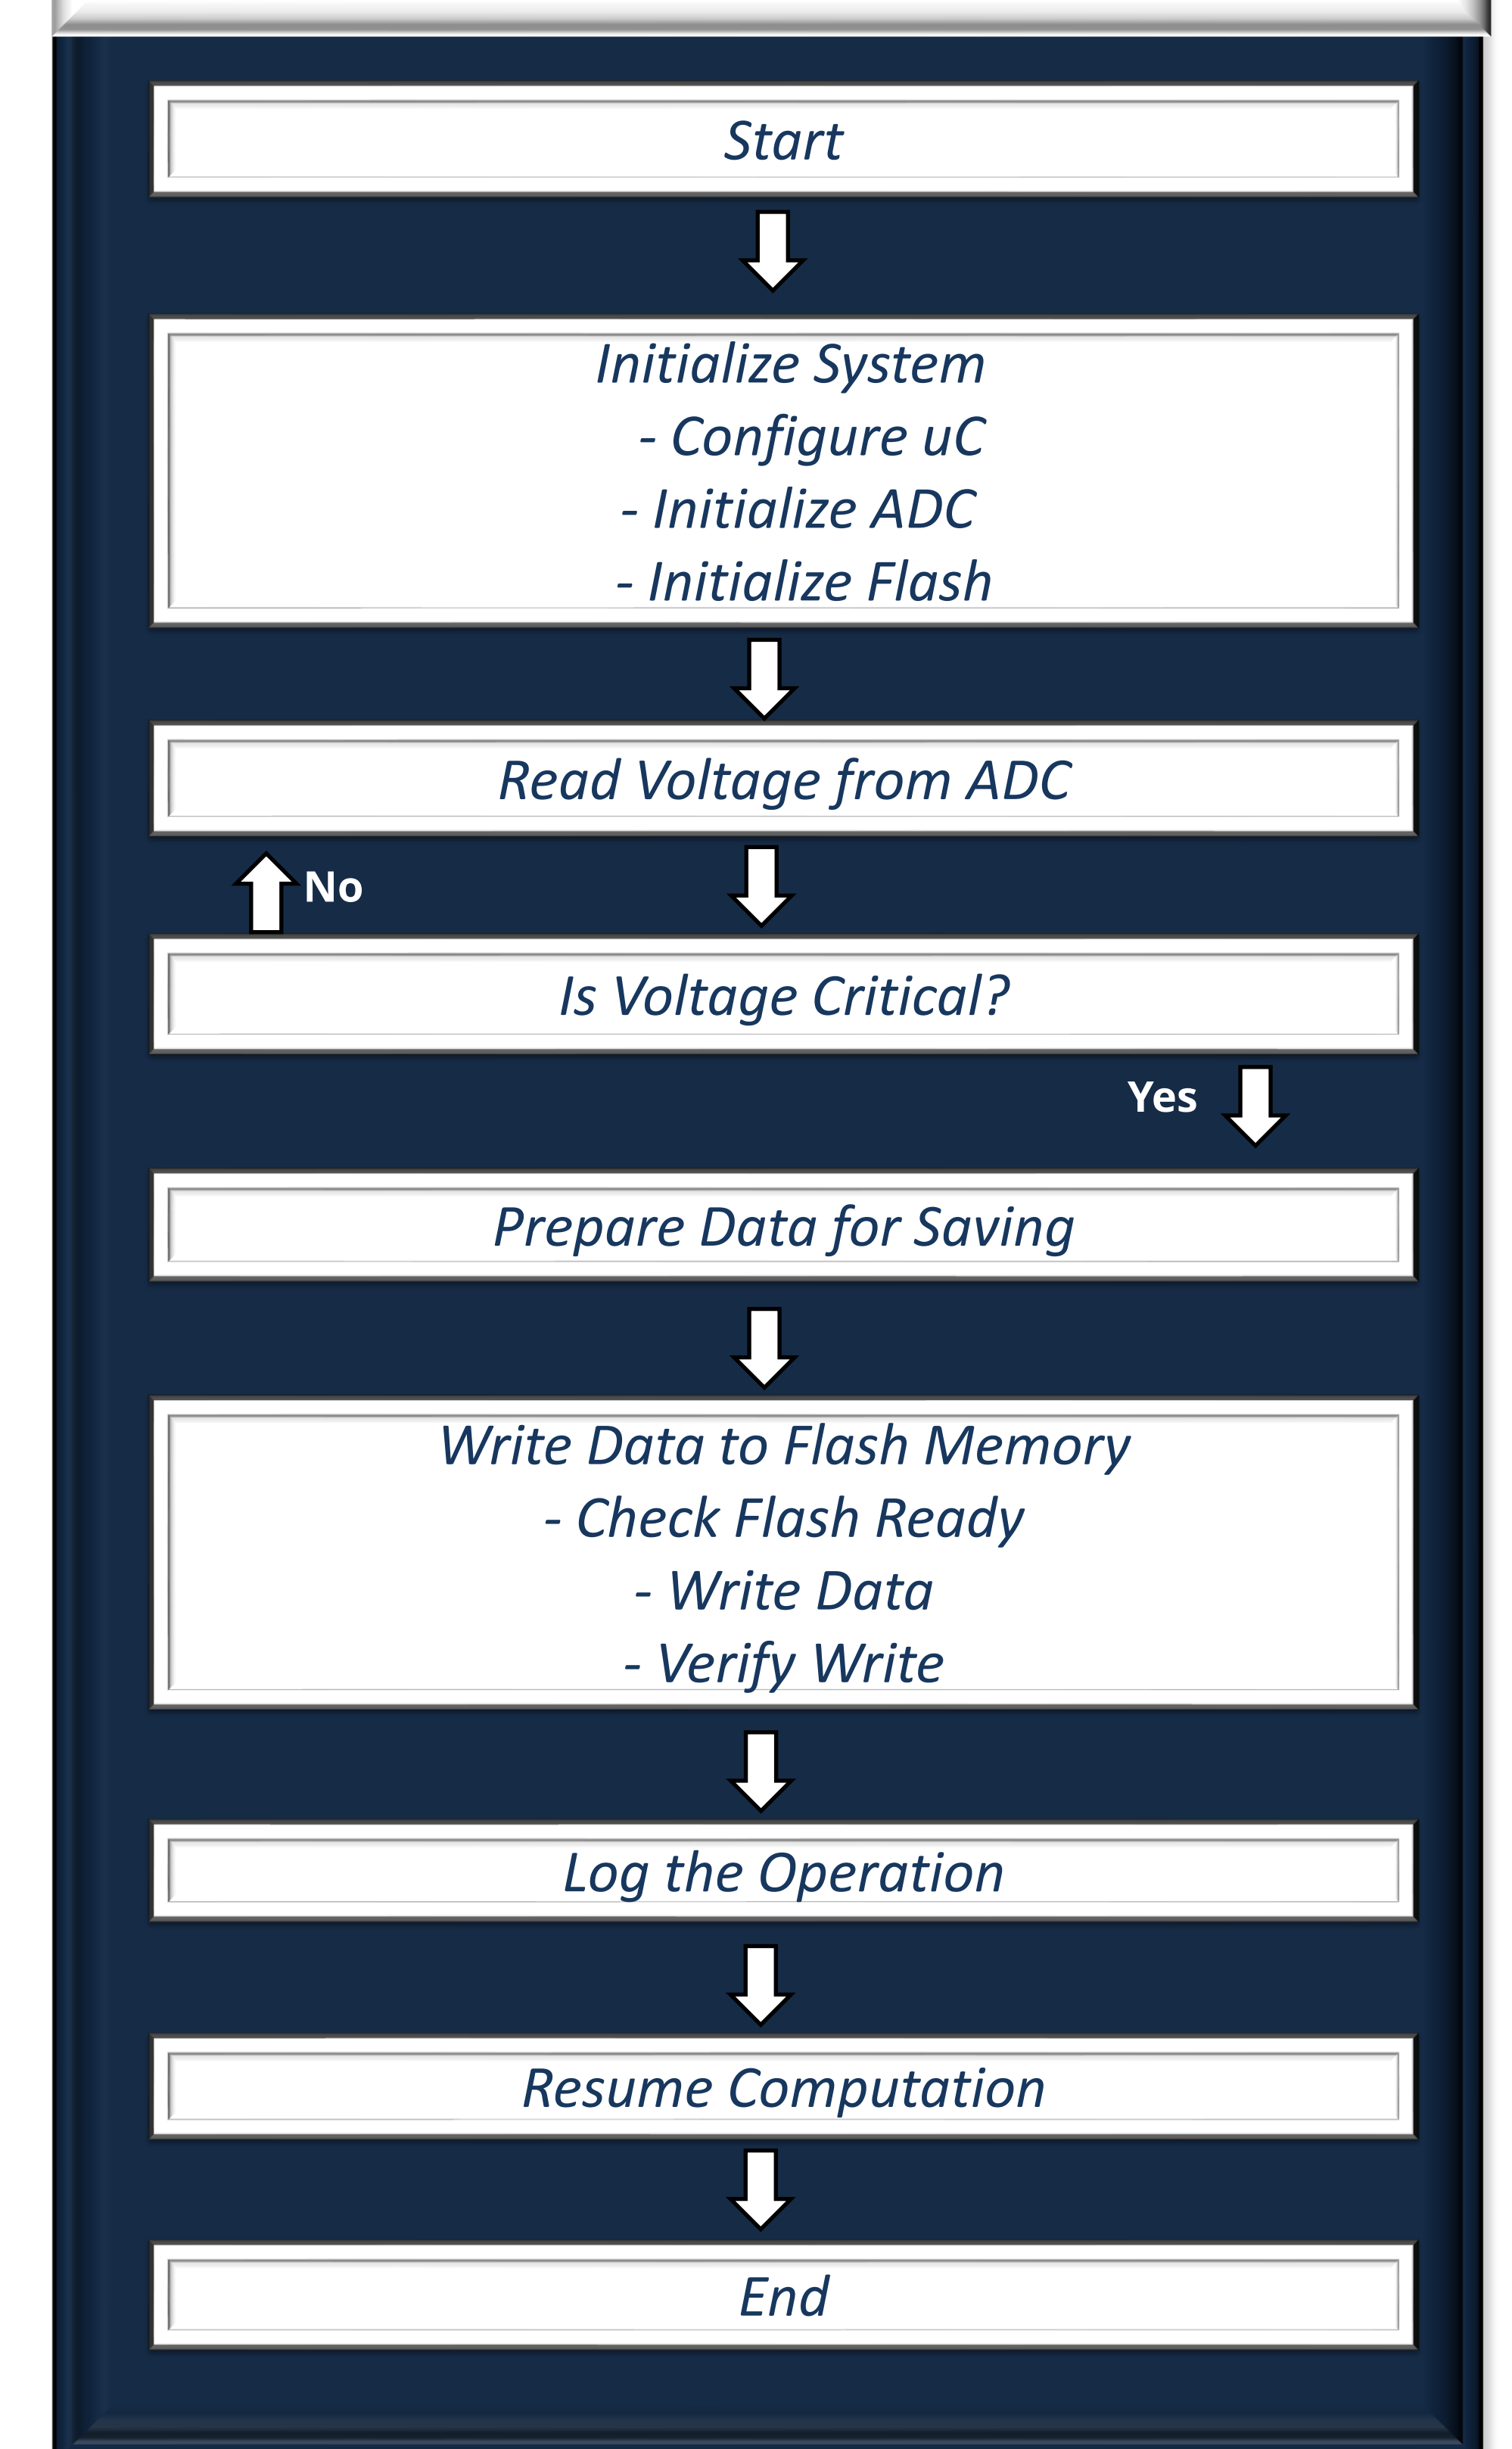 Start
Initialize System
- Configure uC
- Initialize ADC
- Initialize Flash
Read Voltage from ADC
No
Is Voltage Critical?
Yes
Prepare Data for Saving
Write Data to Flash Memory
- Check Flash Ready
- Write Data
- Verify Write
Log the Operation
Resume Computation
End